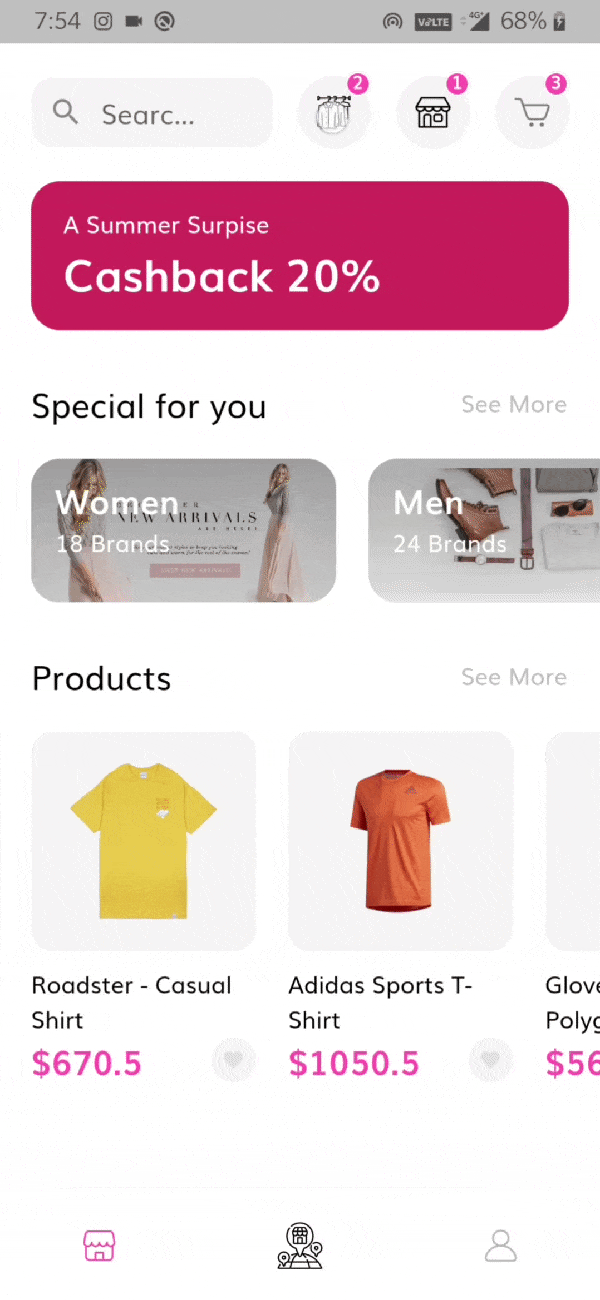 7:54
VoLTE 4G+ 68%
2
1
3
Searc...
A Summer Surpise
Cashback 20%
Special for you
See More
Women
NEW ARRIVALS
18 Brands
Men
24 Brands
Products
See More
Roadster - Casual
Shirt
$670.5
Adidas Sports T-
Shirt
$1050.5
Glove
Polyg
$56